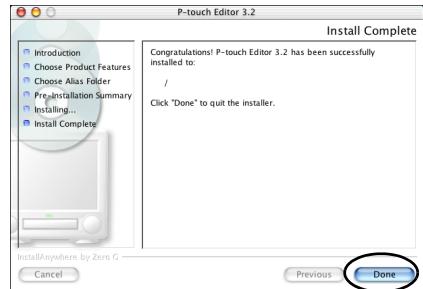 P-touch Editor 3.2
Install Complete
Introduction
Choose Product Features
Choose Alias Folder
Pre-Installation Summary
Installing...
Install Complete
Congratulations! P-touch Editor 3.2 has been successfully
installed to:
/
Click "Done" to quit the installer.
InstallAnywhere by Zero G
Cancel
Previous
Done